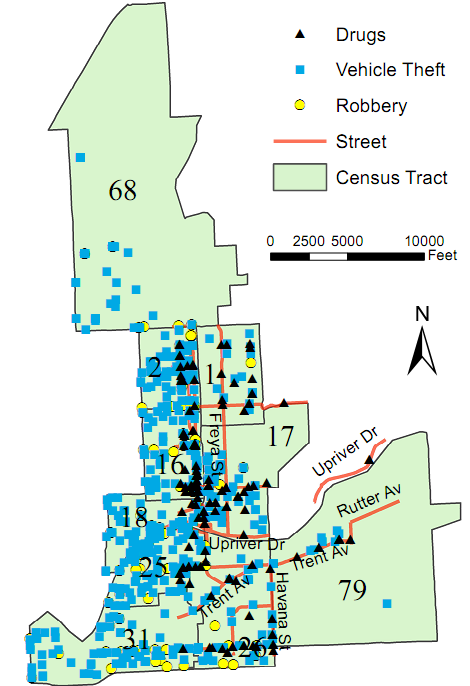 Drugs
Vehicle Theft
Robbery
Street
Census Tract
0 2500 5000 10000
Feet
N
68
2
1
17
Freya St
16
Upriver Dr
Rutter Av
18
Upriver Dr
Trent Av
25
79
Trent Av
Havana St
31
26